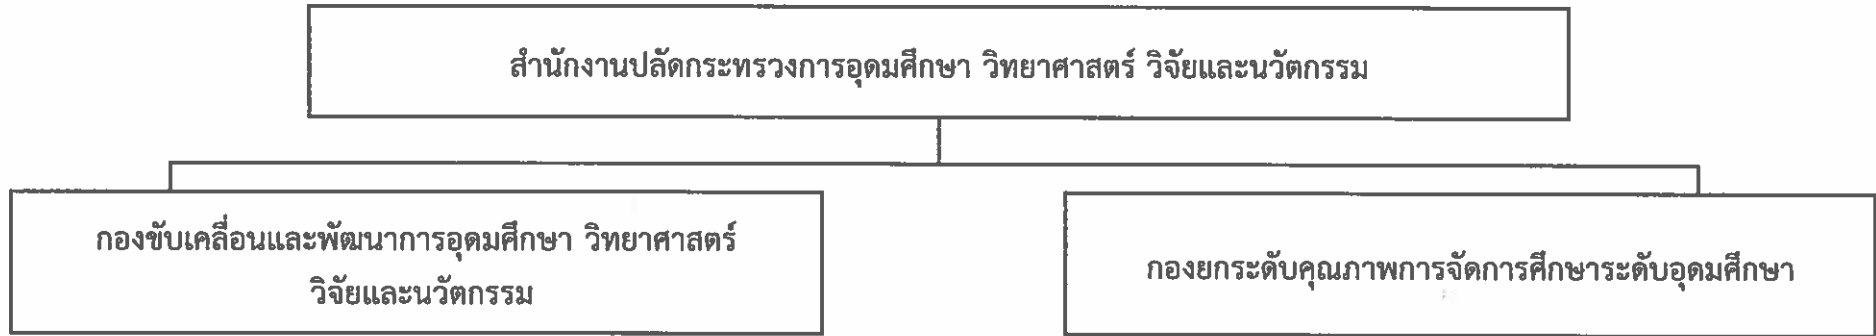 สำนักงานปลัดกระทรวงการอุดมศึกษา วิทยาศาสตร์ วิจัยและนวัตกรรม
กองขับเคลื่อนและพัฒนาการอุดมศึกษา วิทยาศาสตร์
วิจัยและนวัตกรรม
กองยกระดับคุณภาพการจัดการศึกษาระดับอุดมศึกษา